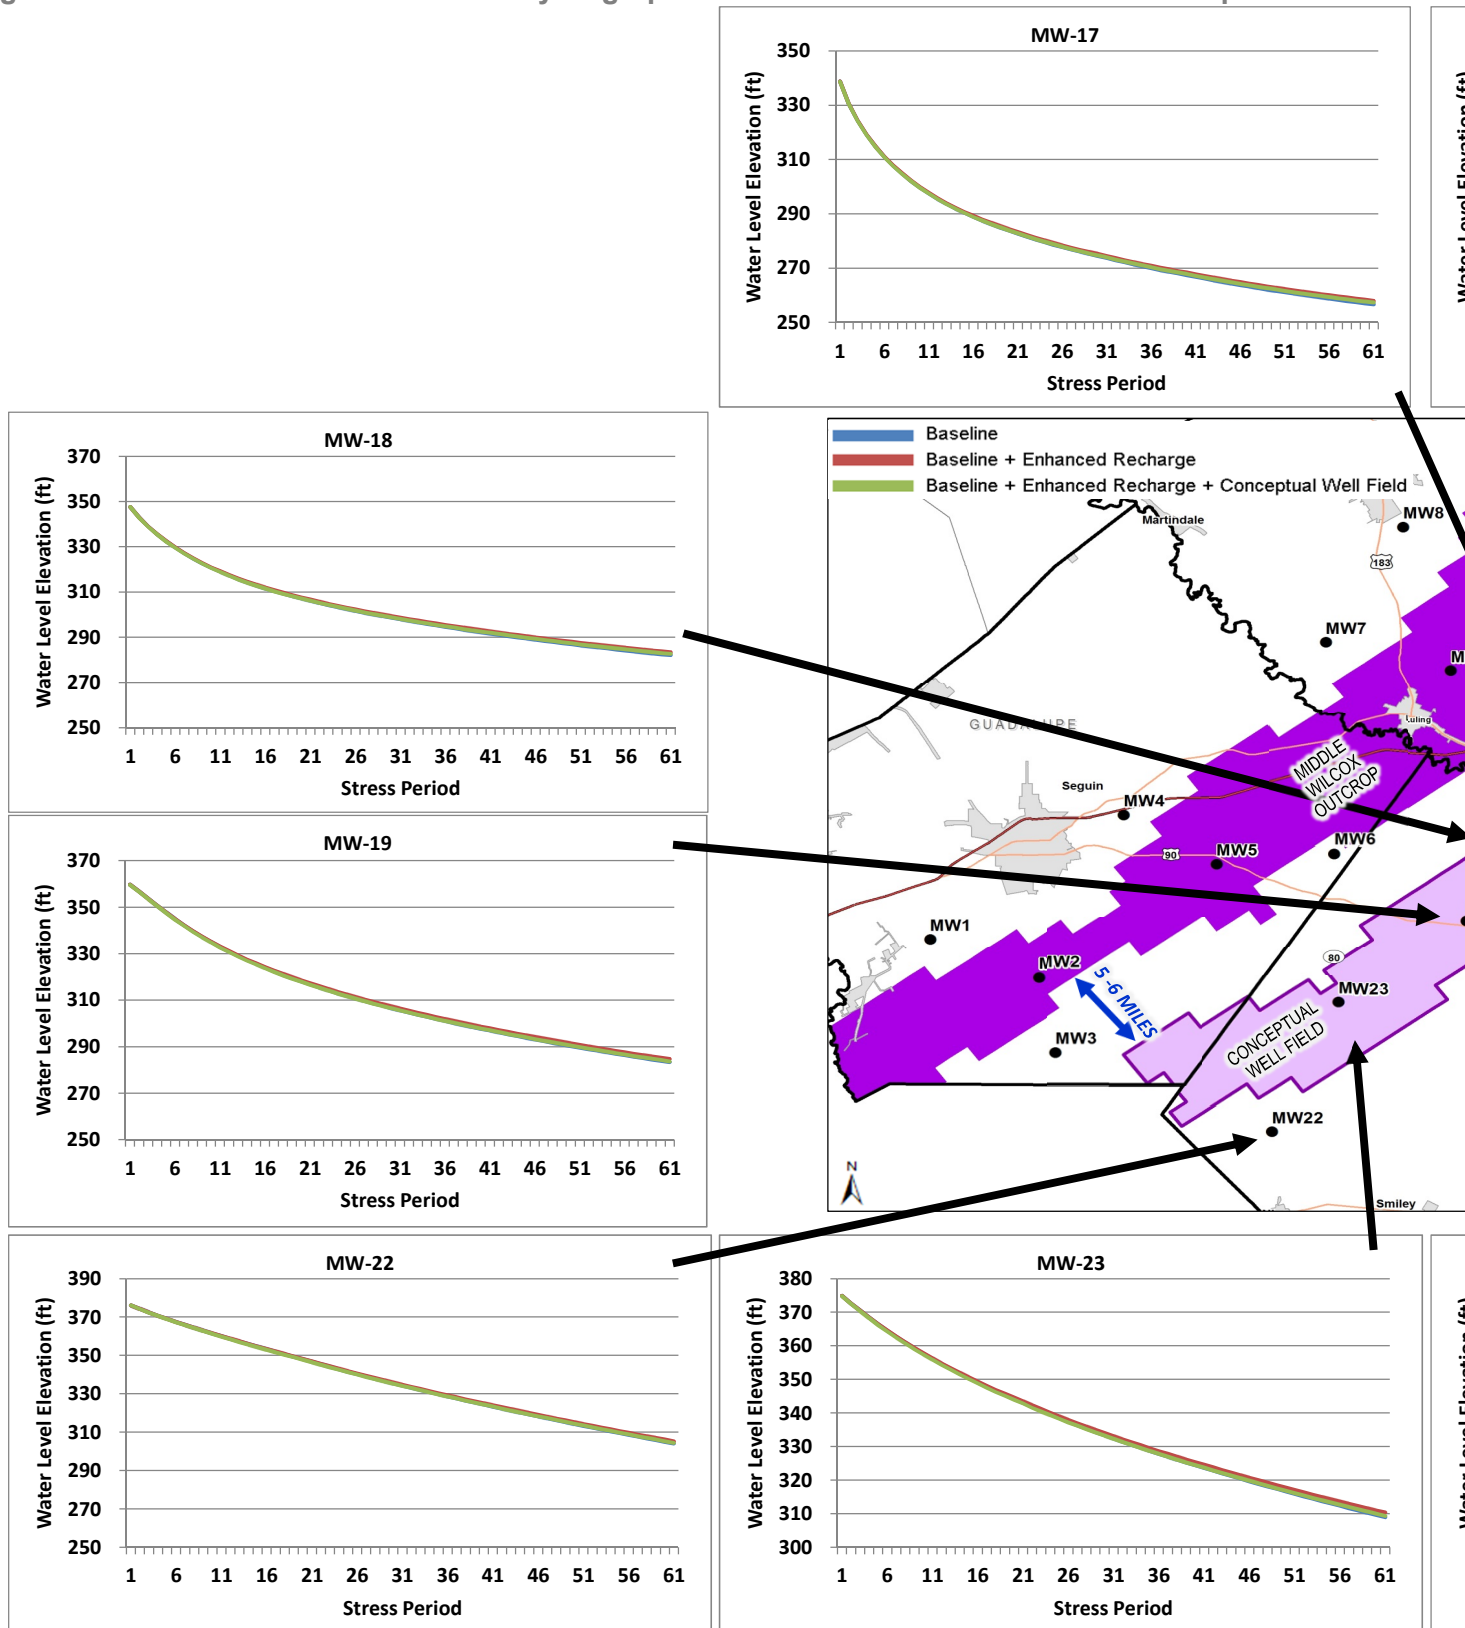 MW-17
Water Level Elevation (ft)
350
330
310
290
270
250
1 6 11 16 21 26 31 36 41 46 51 56 61
Stress Period
MW-18
Water Level Elevation (ft)
370
350
330
310
290
270
250
1 6 11 16 21 26 31 36 41 46 51 56 61
Stress Period
Baseline
Baseline + Enhanced Recharge
Baseline + Enhanced Recharge + Conceptual Well Field
Martindale
MW8
183
MW7
GUADALUPE
Luling
MIDDLE
WILCOX
OUTCROP
Seguin
MW4
MW6
90
MW5
MW1
80
MW2
5-6 MILES
MW23
CONCEPTUAL
WELL FIELD
MW3
MW22
N
Smiley
MW-19
Water Level Elevation (ft)
370
350
330
310
290
270
250
1 6 11 16 21 26 31 36 41 46 51 56 61
Stress Period
MW-22
Water Level Elevation (ft)
390
370
350
330
310
290
270
250
1 6 11 16 21 26 31 36 41 46 51 56 61
Stress Period
MW-23
Water Level Elevation (ft)
380
370
360
350
340
330
320
310
300
1 6 11 16 21 26 31 36 41 46 51 56 61
Stress Period